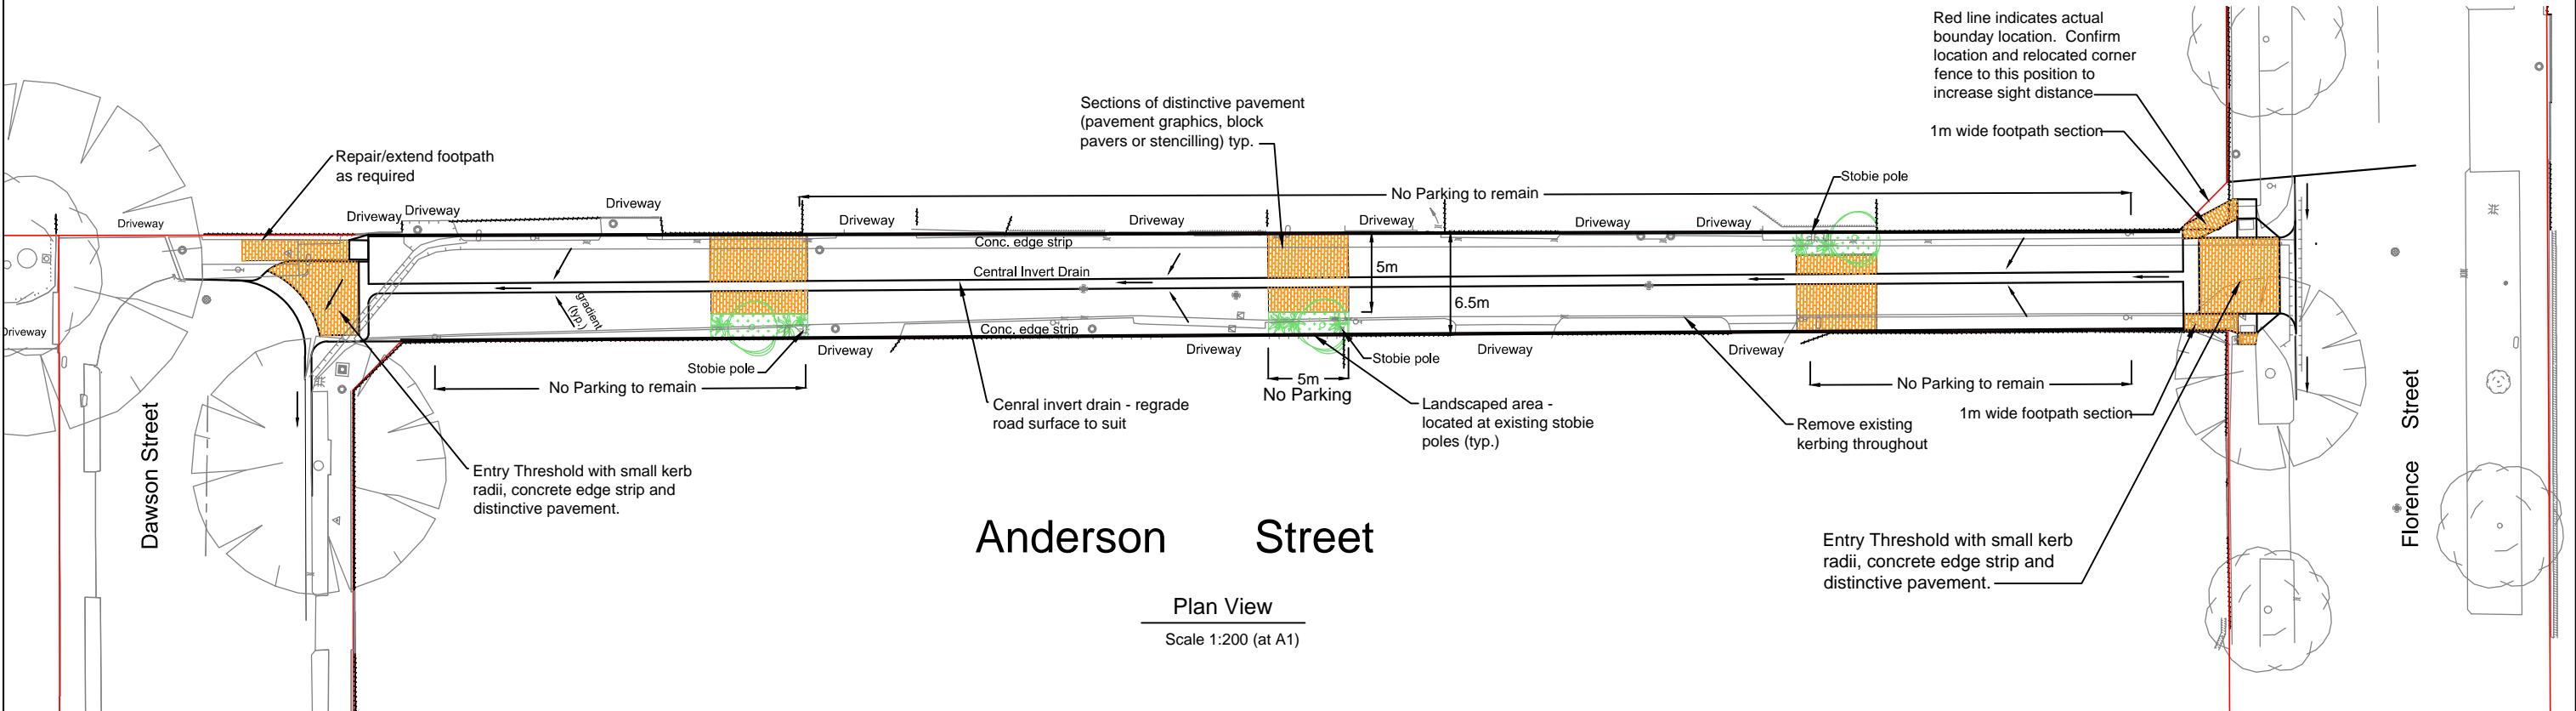 Red line indicates actual
bounday location. Confirm
location and relocated corner
fence to this position to
increase sight distance
1m wide footpath section
Sections of distinctive pavement
(pavement graphics, block
pavers or stencilling) typ.
Repair/extend footpath
as required
Stobie pole
No Parking to remain
Driveway
Driveway
Driveway
Driveway
Driveway
Driveway
Driveway
Driveway
Driveway
Conc. edge strip
Central Invert Drain
5m
6.5m
gradient
(typ.)
Conc. edge strip
Driveway
Driveway
Driveway
Driveway
Driveway
Stobie pole
Stobie pole
No Parking to remain
5m
No Parking
No Parking to remain
Cenral invert drain - regrade
road surface to suit
Landscaped area -
located at existing stobie
poles (typ.)
Remove existing
kerbing throughout
1m wide footpath section
Entry Threshold with small kerb
radii, concrete edge strip and
distinctive pavement.
Dawson Street
Florence Street
Anderson Street
Entry Threshold with small kerb
radii, concrete edge strip and
distinctive pavement.
Plan View
Scale 1:200 (at A1)